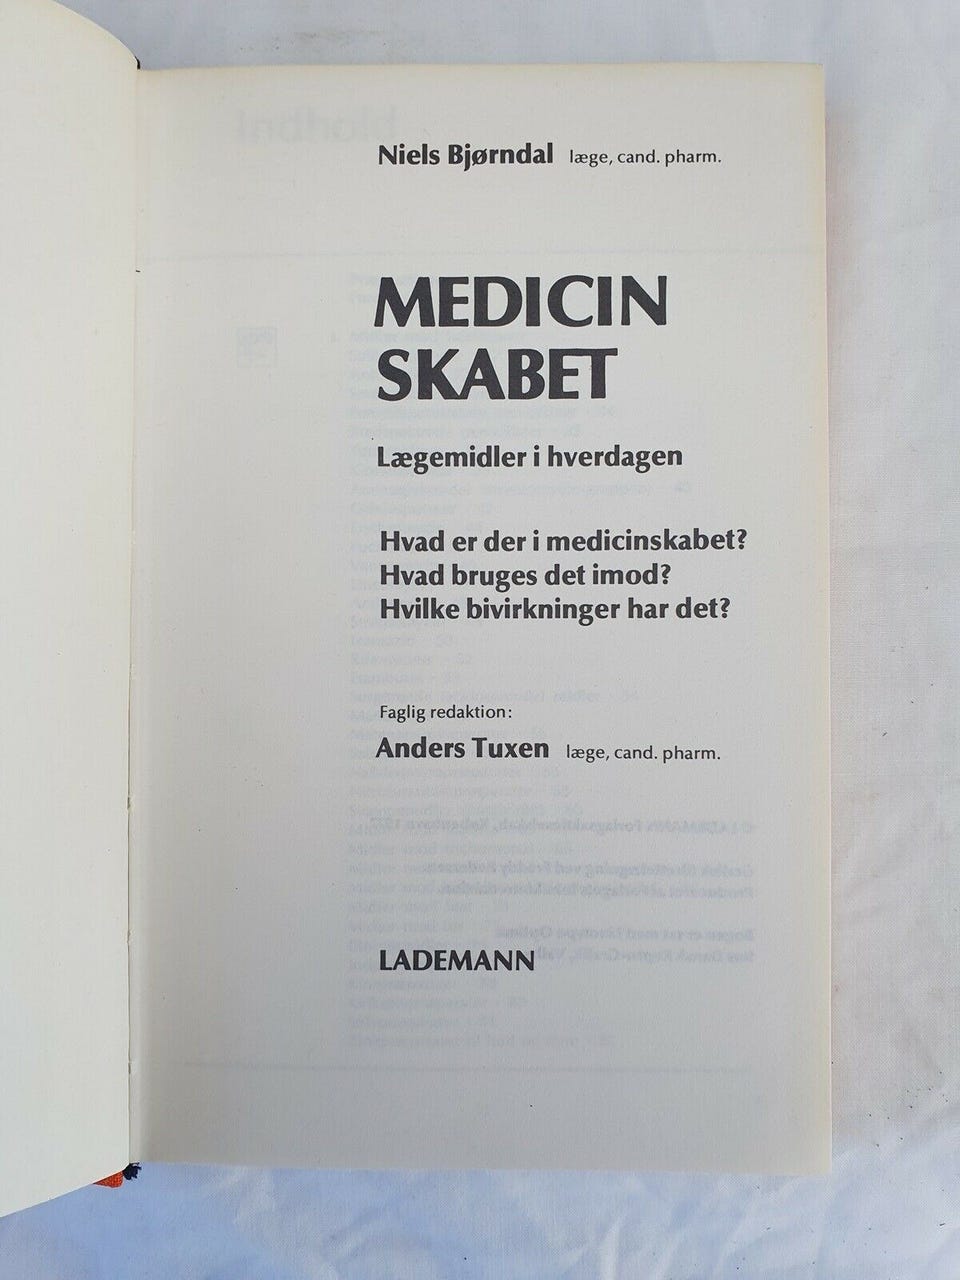 Niels Bjørndal læge, cand. pharm.
MEDICIN
SKABET
Lægemidler i hverdagen
Hvad er der i medicinskabet?
Hvad bruges det imod?
Hvilke bivirkninger har det?
Faglig redaktion:
Anders Tuxen læge, cand. pharm.
LADEMANN